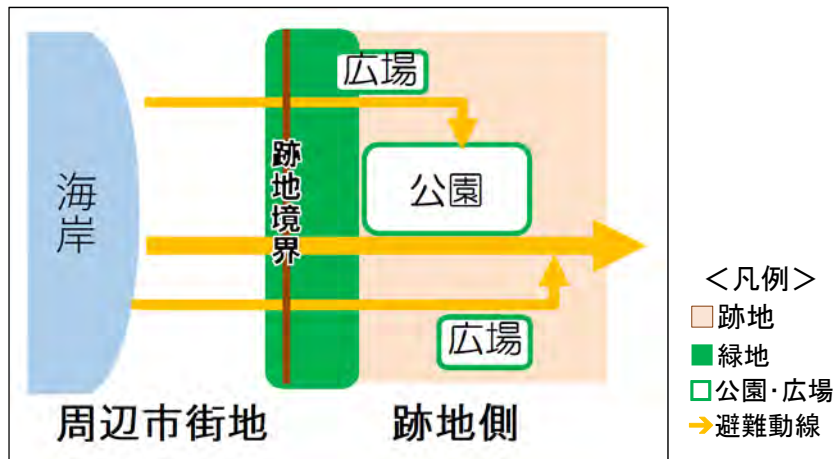 広場
跡地境界
海岸
公園
広場
周辺市街地
跡地側
＜凡例＞
跡地
緑地
公園･広場
避難動線